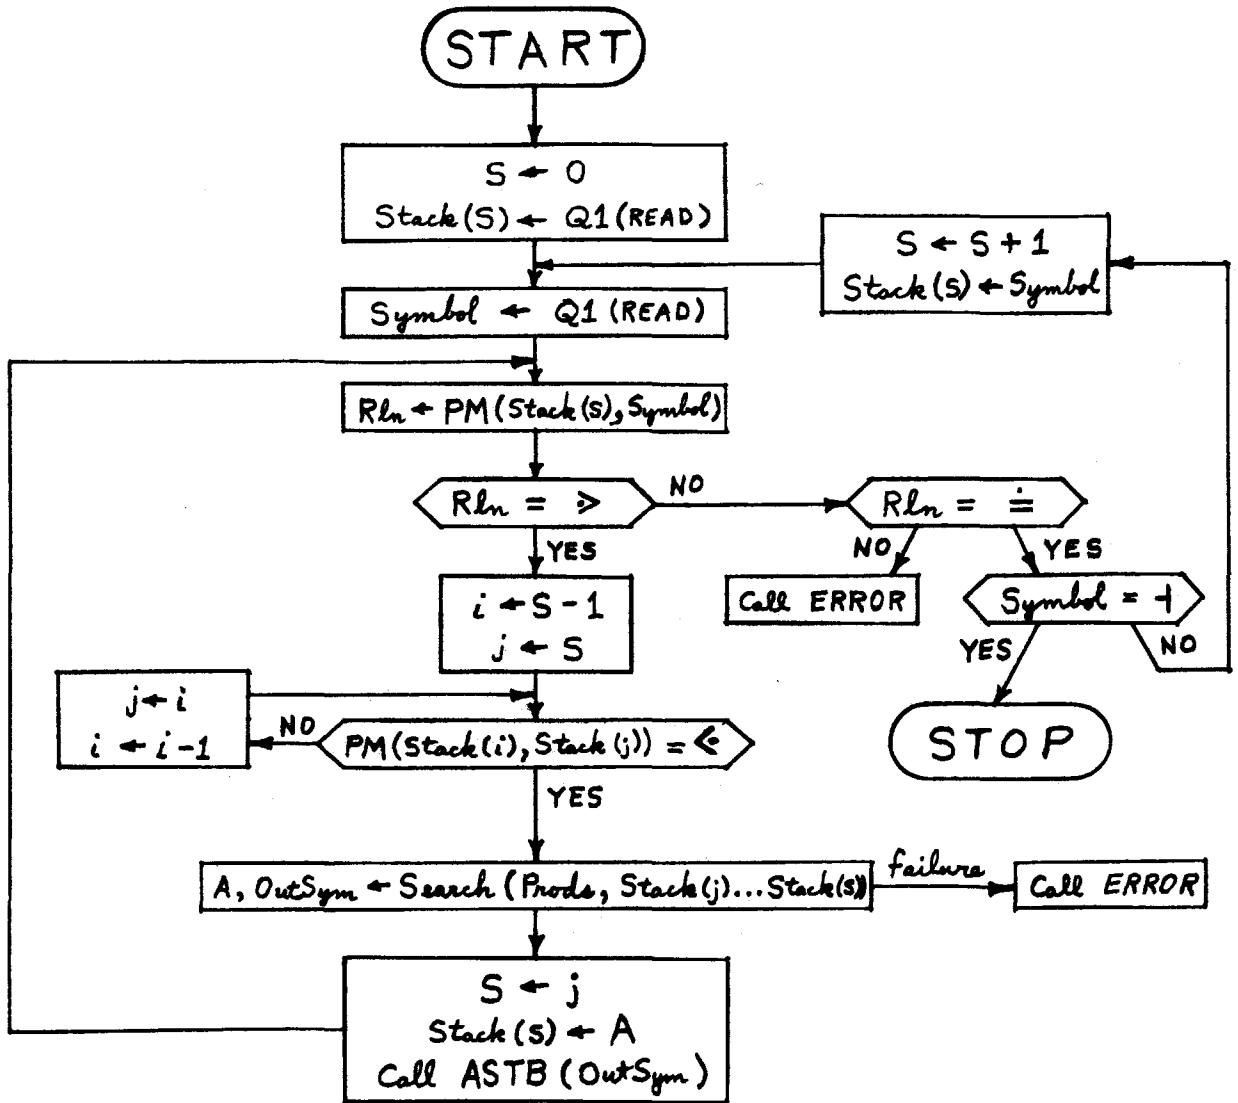 START
S ← 0
Stack(S) ← Q1(READ)
S ← S + 1
Stack(S) ← Symbol
Symbol ← Q1(READ)
Rln ← PM(Stack(S), Symbol)
Rln = ⋗
NO
Rln = ≐
YES
NO
YES
i ← S - 1
j ← S
Call ERROR
Symbol = ⊣
YES
NO
j ← i
i ← i - 1
NO
PM(Stack(i), Stack(j)) = ⋖
STOP
YES
A, OutSym ← Search (Prods, Stack(j)...Stack(S))
failure
Call ERROR
S ← j
Stack(S) ← A
Call ASTB (OutSym)